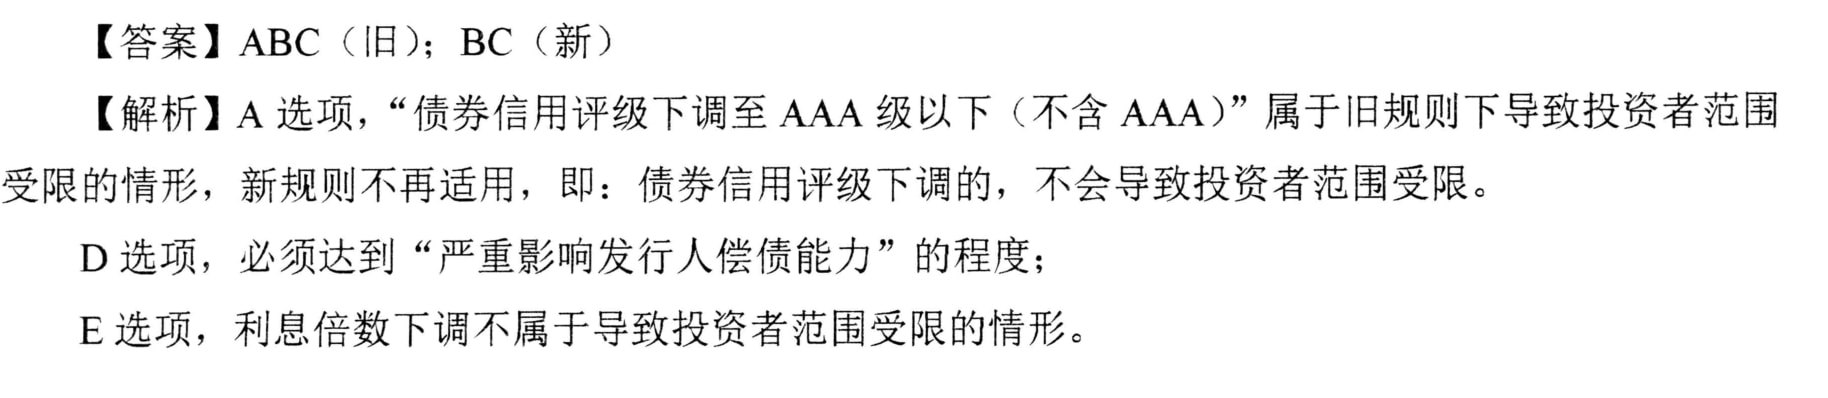 【答案】ABC（旧）；BC（新）
【解析】A 选项，“债券信用评级下调至 AAA 级以下（不含 AAA）”属于旧规则下导致投资者范围
受限的情形，新规则不再适用，即：债券信用评级下调的，不会导致投资者范围受限。
D 选项，必须达到“严重影响发行人偿债能力”的程度；
E 选项，利息倍数下调不属于导致投资者范围受限的情形。